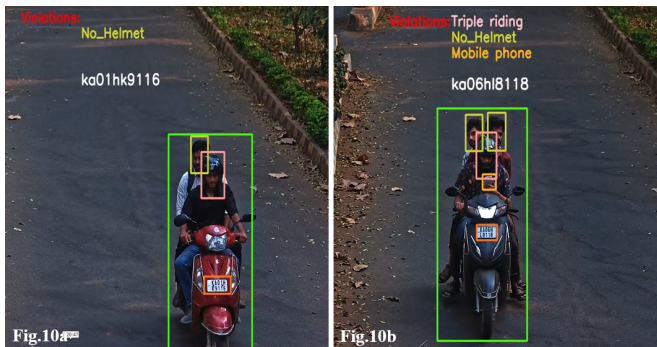 Violations:
No_Helmet
ka01hk9116
Fig.10a
Violations: Triple riding
No_Helmet
Mobile phone
ka06hl8118
Fig.10b